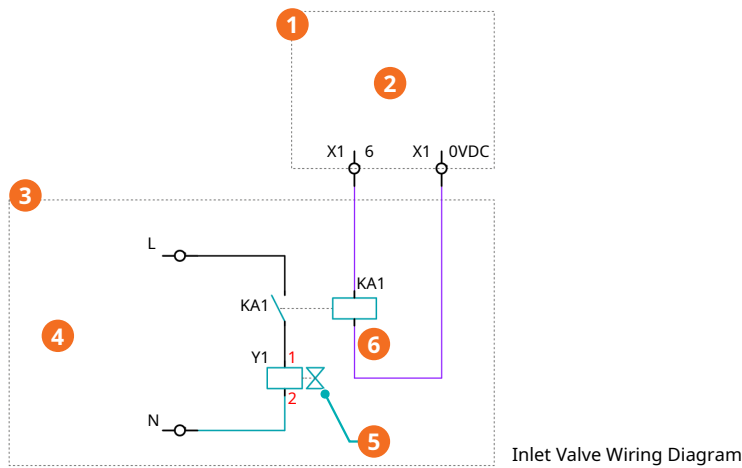 1
2
X1 6 X1 0VDC
3
L
KA1
KA1
4
6
Y1 1
2
N
5
Inlet Valve Wiring Diagram